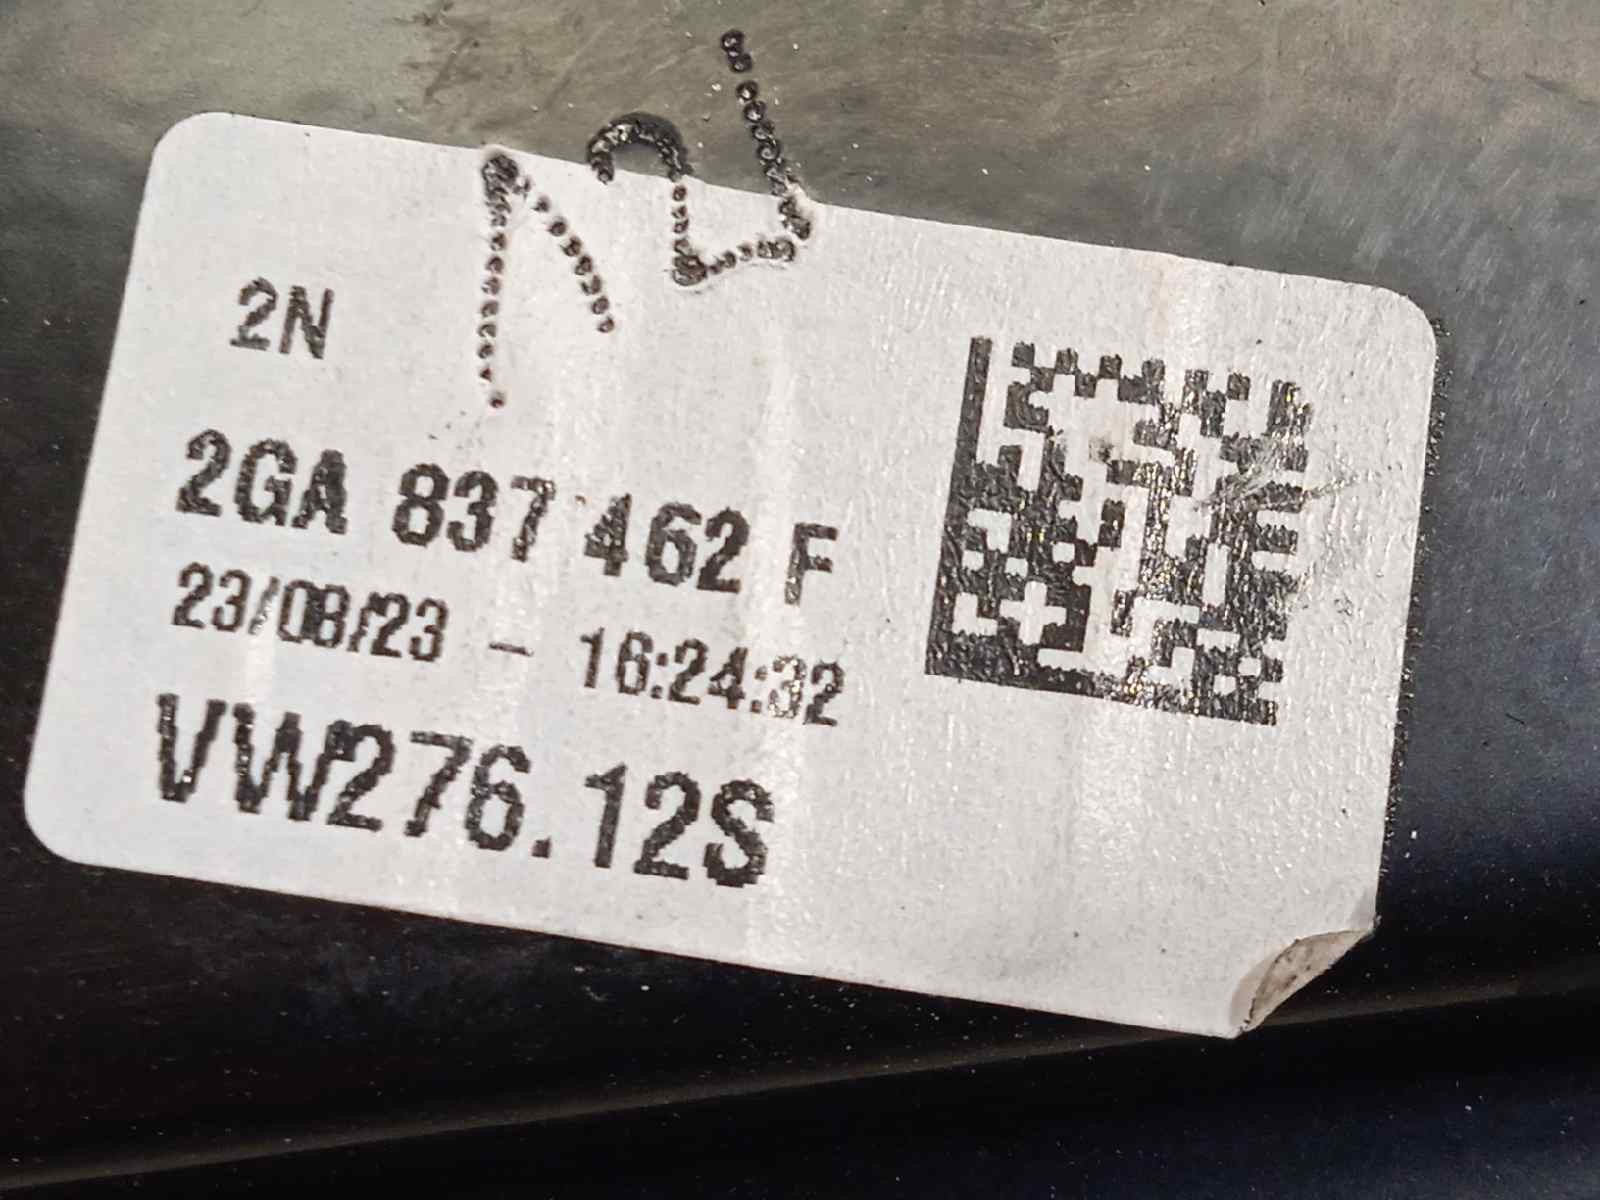 2N
2GA 837 462 F
23/08/23 - 16:24:32
VW276.12S